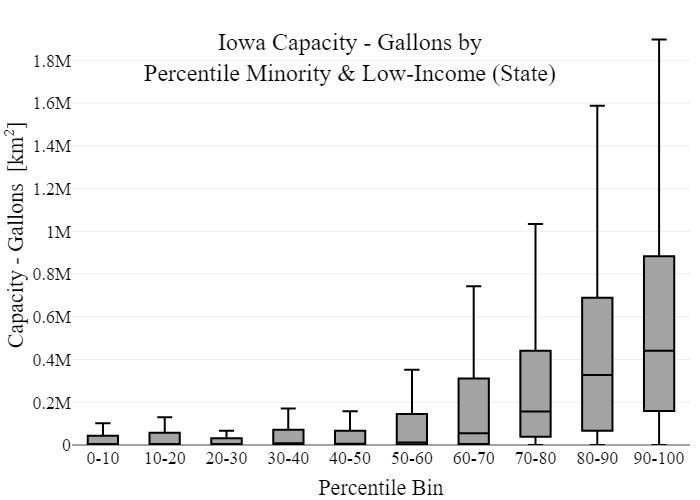 Iowa Capacity - Gallons by
Percentile Minority & Low-Income (State)
Capacity - Gallons [km²]
1.8M
1.6M
1.4M
1.2M
1M
0.8M
0.6M
0.4M
0.2M
0
0-10 10-20 20-30 30-40 40-50 50-60 60-70 70-80 80-90 90-100
Percentile Bin